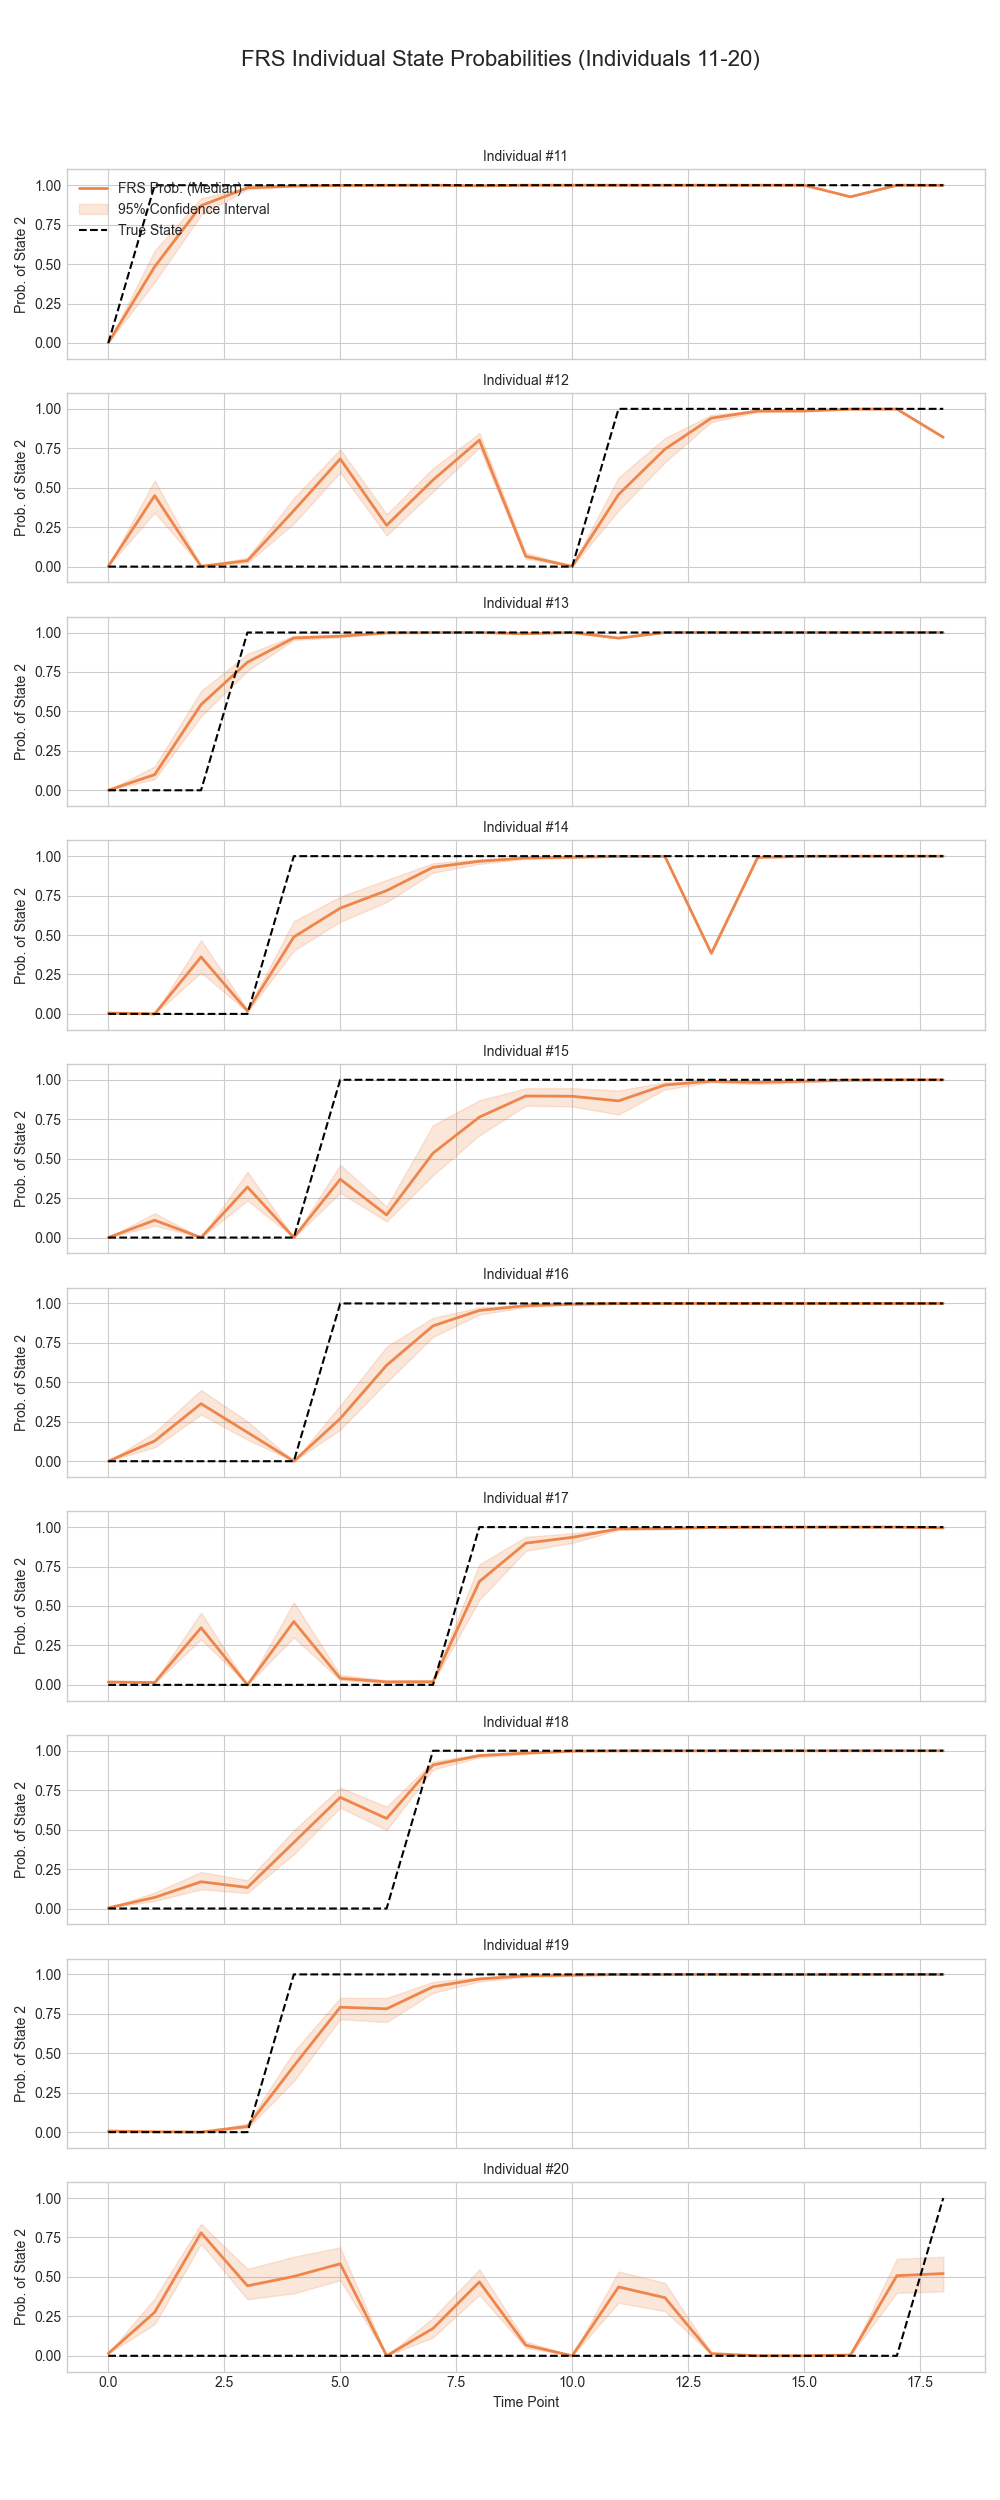 FRS Individual State Probabilities (Individuals 11-20)
Individual #11
FRS Prob. (Median)
95% Confidence Interval
True State
1.00
0.75
0.50
0.25
0.00
Prob. of State 2
Individual #12
1.00
0.75
0.50
0.25
0.00
Prob. of State 2
Individual #13
1.00
0.75
0.50
0.25
0.00
Prob. of State 2
Individual #14
1.00
0.75
0.50
0.25
0.00
Prob. of State 2
Individual #15
1.00
0.75
0.50
0.25
0.00
Prob. of State 2
Individual #16
1.00
0.75
0.50
0.25
0.00
Prob. of State 2
Individual #17
1.00
0.75
0.50
0.25
0.00
Prob. of State 2
Individual #18
1.00
0.75
0.50
0.25
0.00
Prob. of State 2
Individual #19
1.00
0.75
0.50
0.25
0.00
Prob. of State 2
Individual #20
1.00
0.75
0.50
0.25
0.00
Prob. of State 2
0.0 2.5 5.0 7.5 10.0 12.5 15.0 17.5
Time Point